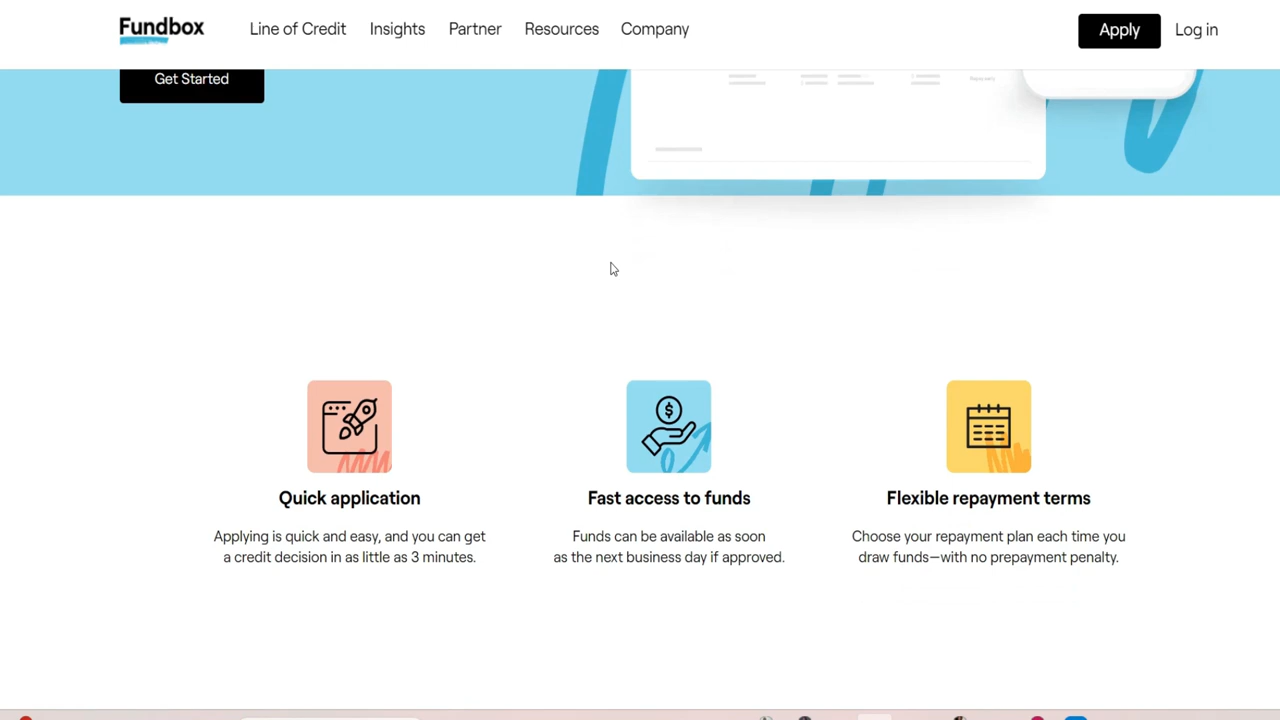 Fundbox
Line of Credit
Insights
Partner
Resources
Company
Apply
Log in
Get Started
Quick application
Applying is quick and easy, and you can get
a credit decision in as little as 3 minutes.
Fast access to funds
Funds can be available as soon
as the next business day if approved.
Flexible repayment terms
Choose your repayment plan each time you
draw funds—with no prepayment penalty.